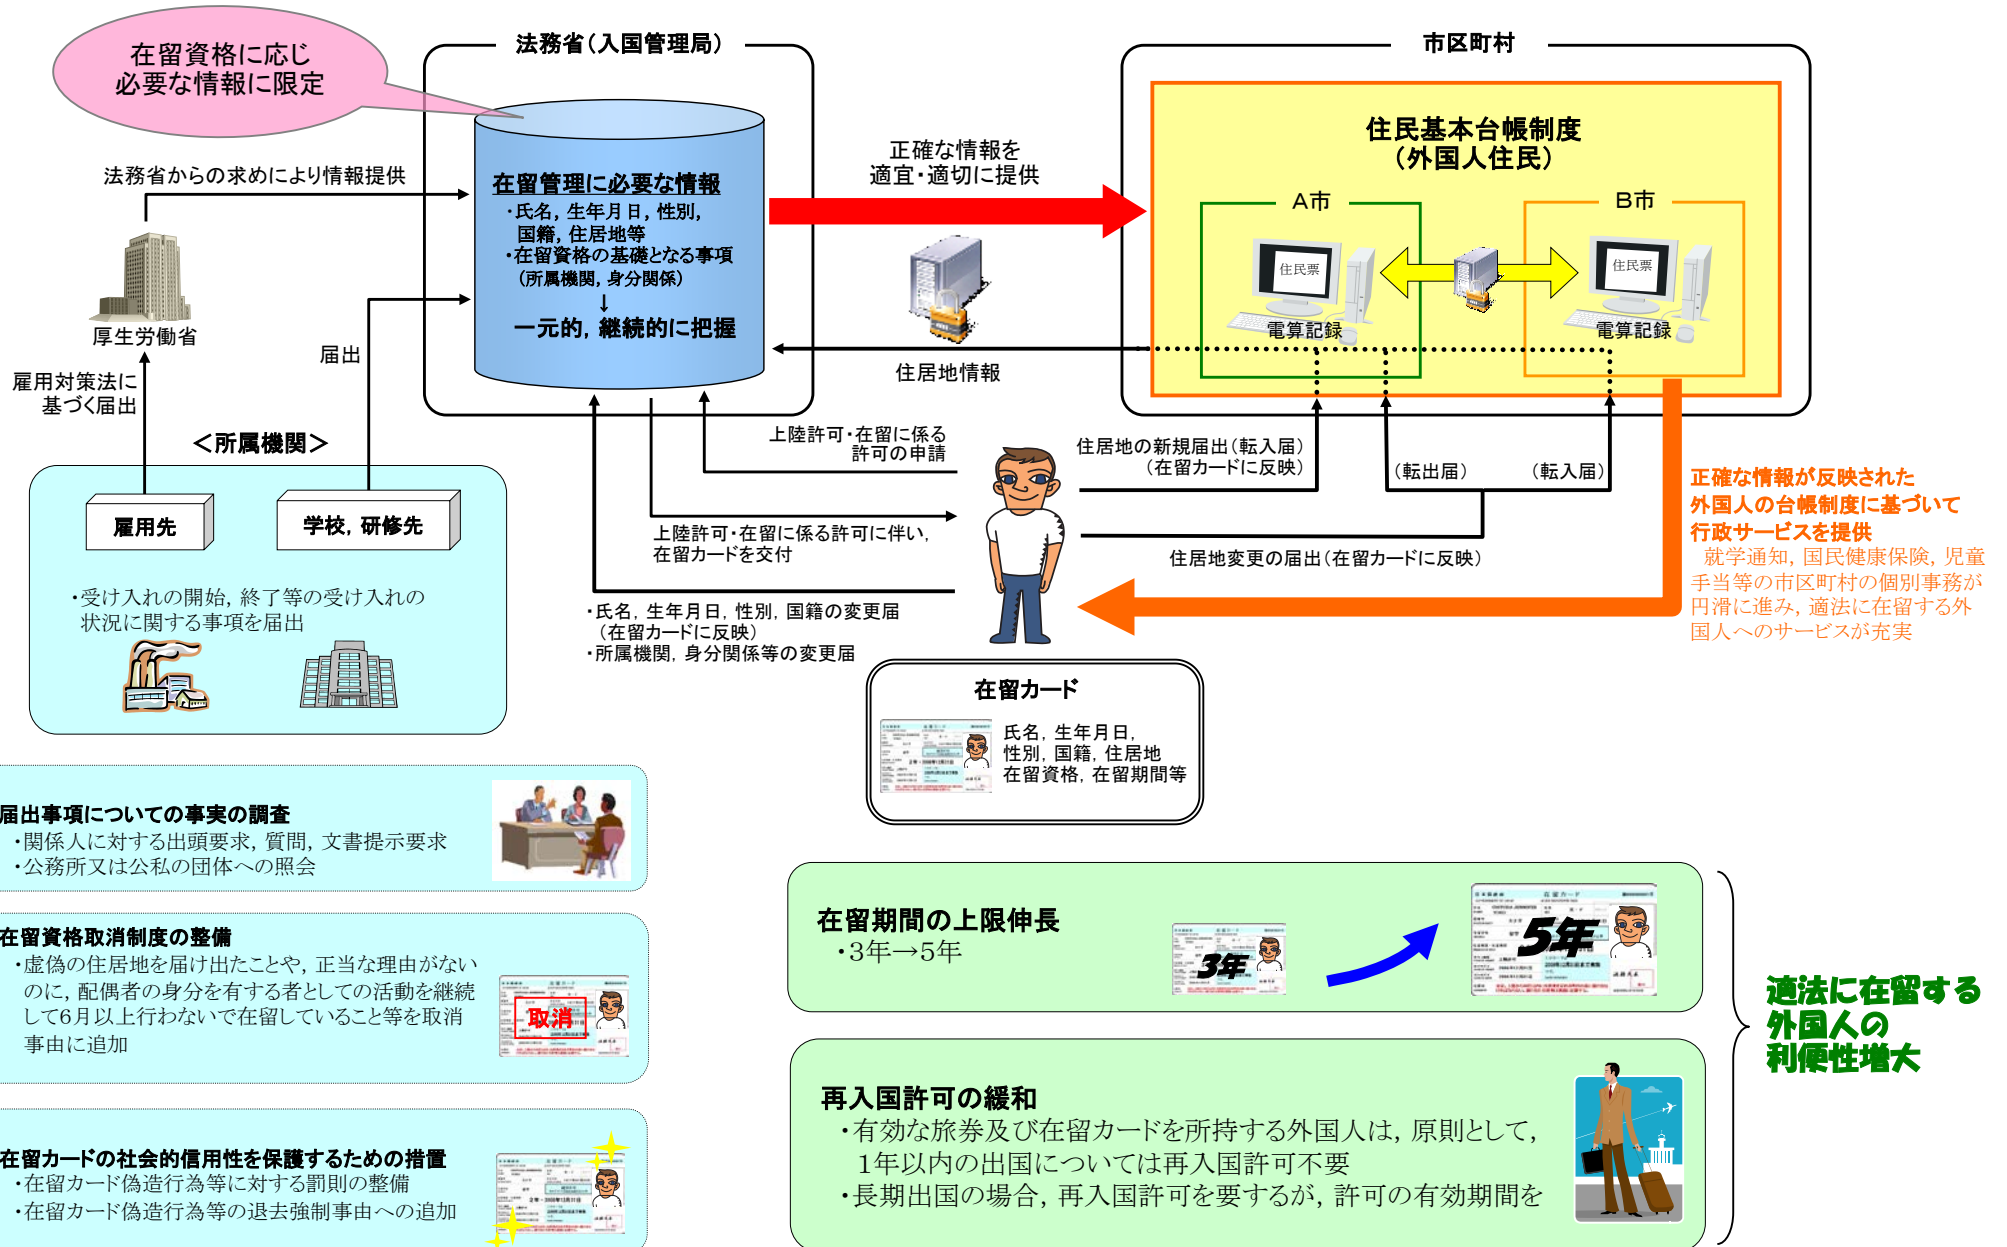 在留資格に応じ
必要な情報に限定
法務省（入国管理局）
市区町村
在留管理に必要な情報
・氏名, 生年月日, 性別,
国籍, 住居地等
・在留資格の基礎となる事項
（所属機関, 身分関係）
↓
一元的, 継続的に把握
正確な情報を
適宜・適切に提供
住民基本台帳制度
（外国人住民）
A市
B市
住民票
住民票
電算記録
電算記録
法務省からの求めにより情報提供
厚生労働省
届出
雇用対策法に
基づく届出
住居地情報
＜所属機関＞
雇用先
学校, 研修先
・受け入れの開始, 終了等の受け入れの
状況に関する事項を届出
上陸許可・在留に係る
許可の申請
上陸許可・在留に係る許可に伴い,
在留カードを交付
・氏名, 生年月日, 性別, 国籍の変更届
（在留カードに反映）
・所属機関, 身分関係等の変更届
住居地の新規届出（転入届）
（在留カードに反映）
（転出届）
（転入届）
住居地変更の届出（在留カードに反映）
正確な情報が反映された
外国人の台帳制度に基づいて
行政サービスを提供
就学通知, 国民健康保険, 児童
手当等の市区町村の個別事務が
円滑に進み, 適法に在留する外
国人へのサービスが充実
在留カード
氏名, 生年月日,
性別, 国籍, 住居地
在留資格, 在留期間等
届出事項についての事実の調査
・関係人に対する出頭要求, 質問, 文書提示要求
・公務所又は公私の団体への照会
在留資格取消制度の整備
・虚偽の住居地を届け出たことや, 正当な理由がない
のに, 配偶者の身分を有する者としての活動を継続
して6月以上行わないで在留していること等を取消
事由に追加
取消
在留カードの社会的信用性を保護するための措置
・在留カード偽造行為等に対する罰則の整備
・在留カード偽造行為等の退去強制事由への追加
在留期間の上限伸長
・3年→5年
3年
5年
再入国許可の緩和
・有効な旅券及び在留カードを所持する外国人は, 原則として,
1年以内の出国については再入国許可不要
・長期出国の場合, 再入国許可を要するが, 許可の有効期間を
適法に在留する
外国人の
利便性増大